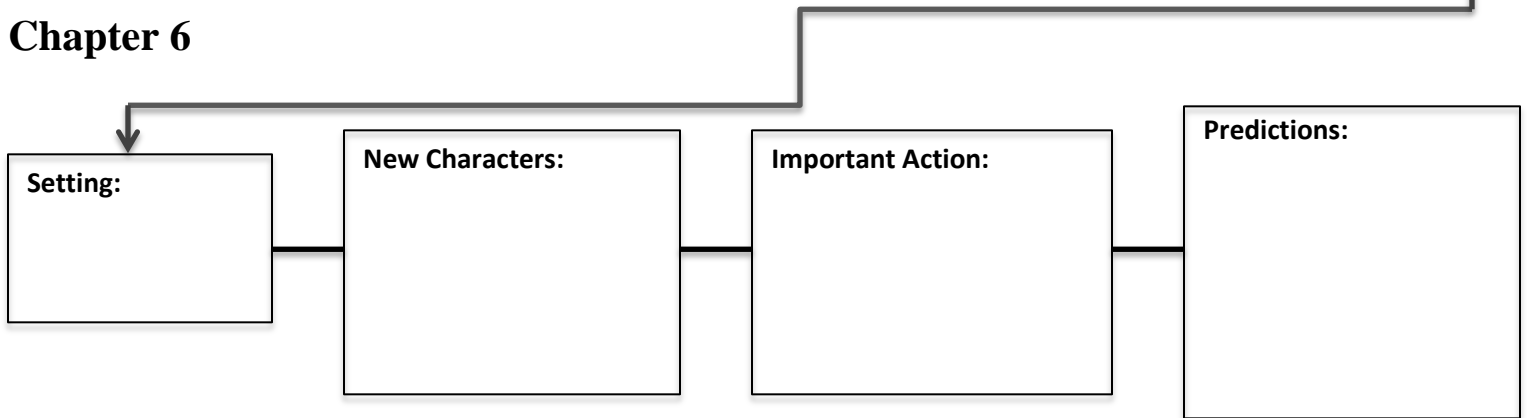 Chapter 6
Setting:
New Characters:
Important Action:
Predictions: